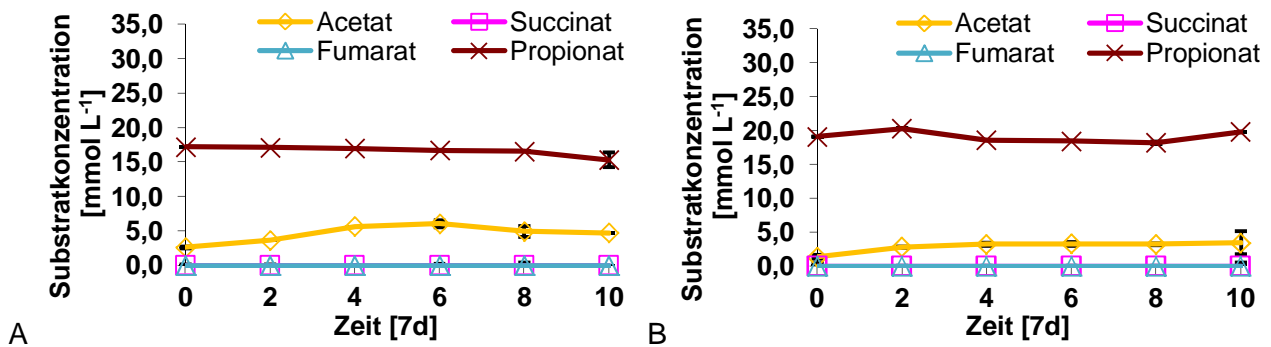 Substratkonzentration
[mmol L-1]
35,0
30,0
25,0
20,0
15,0
10,0
5,0
0,0
Acetat
Succinat
Fumarat
Propionat
0
2
4
6
8
10
Zeit [7d]
A
Substratkonzentration
[mmol L-1]
35,0
30,0
25,0
20,0
15,0
10,0
5,0
0,0
Acetat
Succinat
Fumarat
Propionat
0
2
4
6
8
10
Zeit [7d]
B